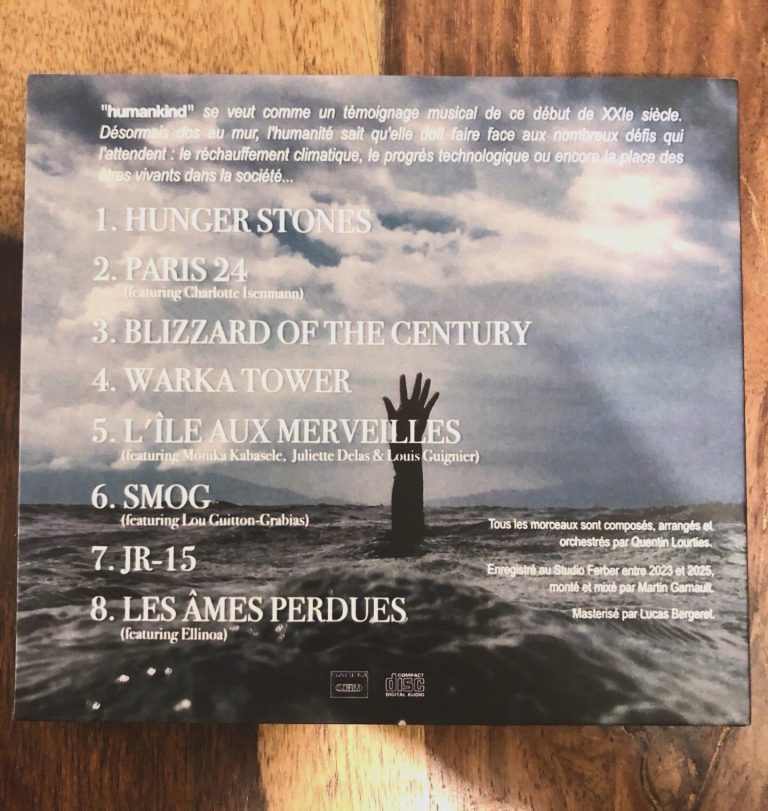 "humankind" se veut comme un témoignage musical de ce début de XXIe siècle.
Désormais dos au mur, l'humanité sait qu'elle doit faire face aux nombreux défis qui
l'attendent : le réchauffement climatique, le progrès technologique ou encore la place des
êtres vivants dans la société...
1. HUNGER STONES
2. PARIS 24
(featuring Charlotte Isenmann)
3. BLIZZARD OF THE CENTURY
4. WARKA TOWER
5. L'ÎLE AUX MERVEILLES
(featuring Monika Kabasele, Juliette Delas & Louis Guignier)
6. SMOG
(featuring Lou Guitton-Grabias)
7. JR-15
8. LES ÂMES PERDUES
(featuring Ellinoa)
Tous les morceaux sont composés, arrangés et
orchestrés par Quentin Lourties.
Enregistré au Studio Ferber entre 2023 et 2025,
monté et mixé par Martin Garnault.
Masterisé par Lucas Bergeret.
SACEM
COMPACT
disc
DIGITAL AUDIO